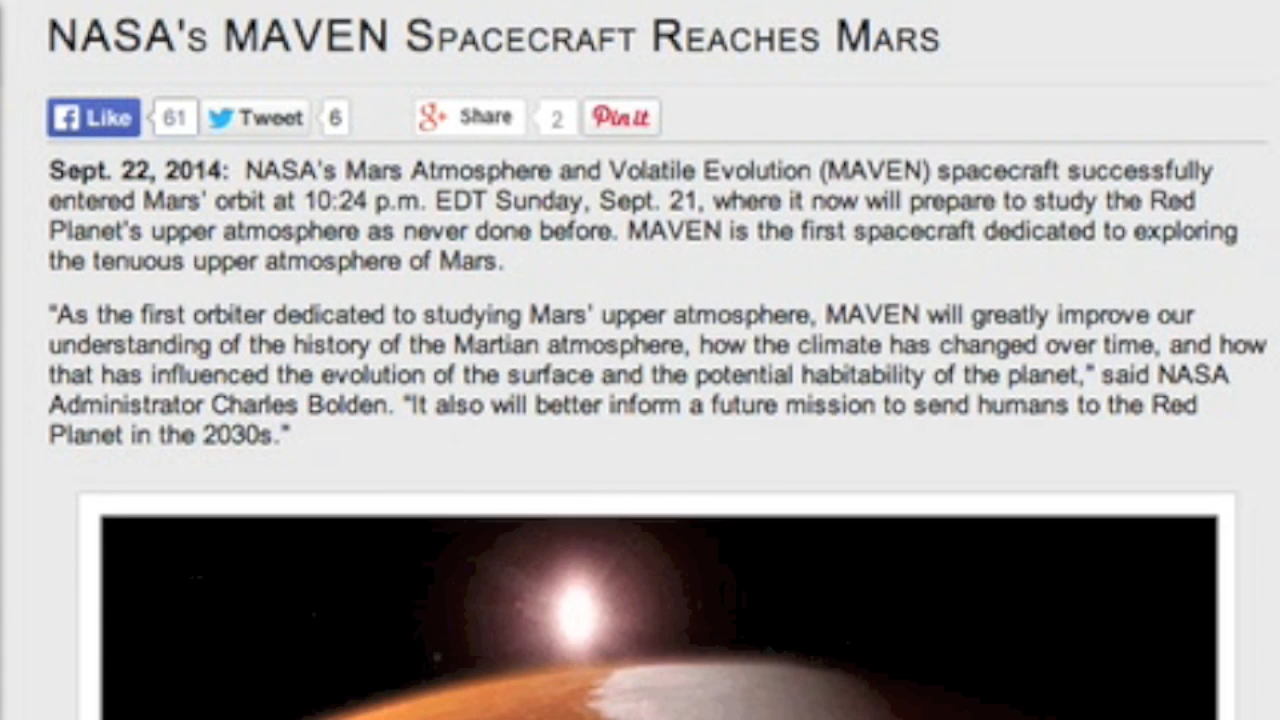 NASA's MAVEN Spacecraft Reaches Mars
Like 61 Tweet 6 Share 2 Pin it
Sept. 22, 2014: NASA's Mars Atmosphere and Volatile Evolution (MAVEN) spacecraft successfully
entered Mars' orbit at 10:24 p.m. EDT Sunday, Sept. 21, where it now will prepare to study the Red
Planet's upper atmosphere as never done before. MAVEN is the first spacecraft dedicated to exploring
the tenuous upper atmosphere of Mars.
"As the first orbiter dedicated to studying Mars' upper atmosphere, MAVEN will greatly improve our
understanding of the history of the Martian atmosphere, how the climate has changed over time, and how
that has influenced the evolution of the surface and the potential habitability of the planet," said NASA
Administrator Charles Bolden. "It also will better inform a future mission to send humans to the Red
Planet in the 2030s."